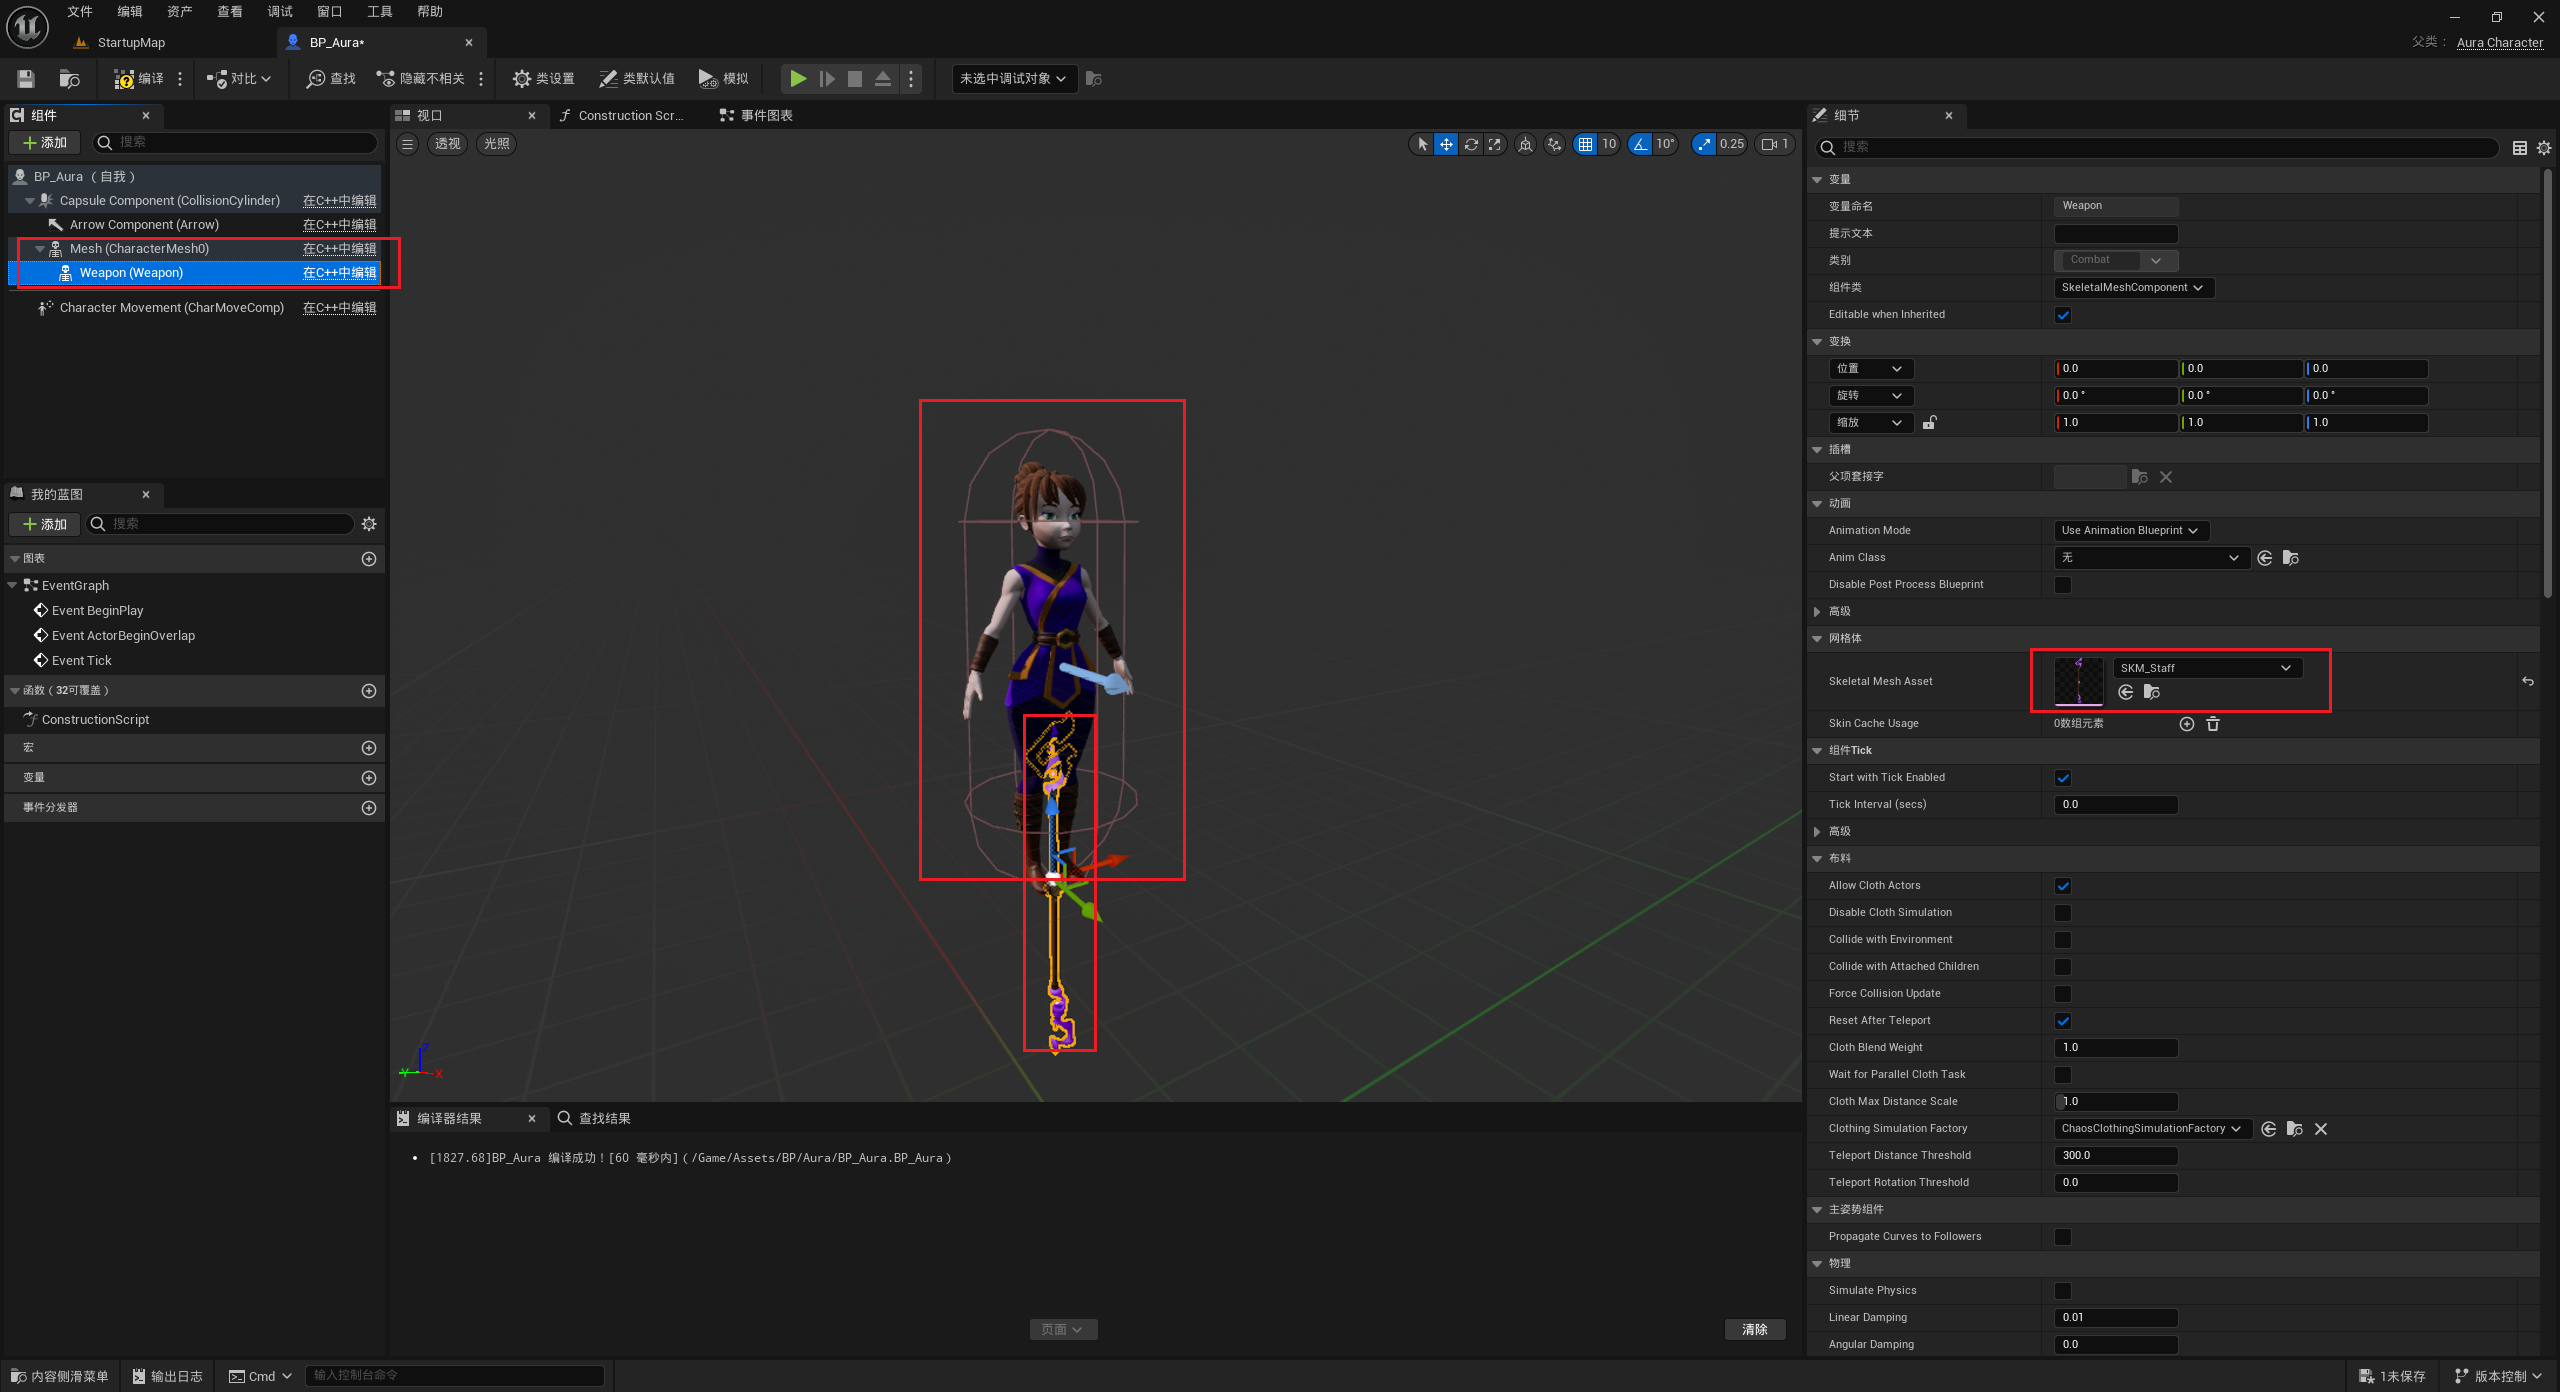 文件 编辑 资产 查看 调试 窗口 工具 帮助
StartupMap BP_Aura*
父类： Aura Character
编译 对比 查找 隐藏不相关 类设置 类默认值 模拟 未选中调试对象
组件
添加 搜索
BP_Aura （自我）
Capsule Component (CollisionCylinder) 在C++中编辑
Arrow Component (Arrow) 在C++中编辑
Mesh (CharacterMesh0) 在C++中编辑
Weapon (Weapon) 在C++中编辑
Character Movement (CharMoveComp) 在C++中编辑
我的蓝图
添加 搜索
图表
EventGraph
Event BeginPlay
Event ActorBeginOverlap
Event Tick
函数（32可覆盖）
ConstructionScript
宏
变量
事件分发器
视口 Construction Scr... 事件图表
透视 光照 10 10° 0.25 1
Z
Y X
编译器结果 查找结果
• [1827.68]BP_Aura 编译成功！[60 毫秒内]（/Game/Assets/BP/Aura/BP_Aura.BP_Aura）
页面 清除
细节
搜索
变量
变量命名 Weapon
提示文本
类别 Combat
组件类 SkeletalMeshComponent
Editable when Inherited
变换
位置 0.0 0.0 0.0
旋转 0.0 ° 0.0 ° 0.0 °
缩放 1.0 1.0 1.0
插槽
父项套接字
动画
Animation Mode Use Animation Blueprint
Anim Class 无
Disable Post Process Blueprint
高级
网格体
Skeletal Mesh Asset SKM_Staff
Skin Cache Usage 0数组元素
组件Tick
Start with Tick Enabled
Tick Interval (secs) 0.0
高级
布料
Allow Cloth Actors
Disable Cloth Simulation
Collide with Environment
Collide with Attached Children
Force Collision Update
Reset After Teleport
Cloth Blend Weight 1.0
Wait for Parallel Cloth Task
Cloth Max Distance Scale 1.0
Clothing Simulation Factory ChaosClothingSimulationFactory
Teleport Distance Threshold 300.0
Teleport Rotation Threshold 0.0
主姿势组件
Propagate Curves to Followers
物理
Simulate Physics
Linear Damping 0.01
Angular Damping 0.0
内容侧滑菜单 输出日志 Cmd 输入控制台命令 1未保存 版本控制